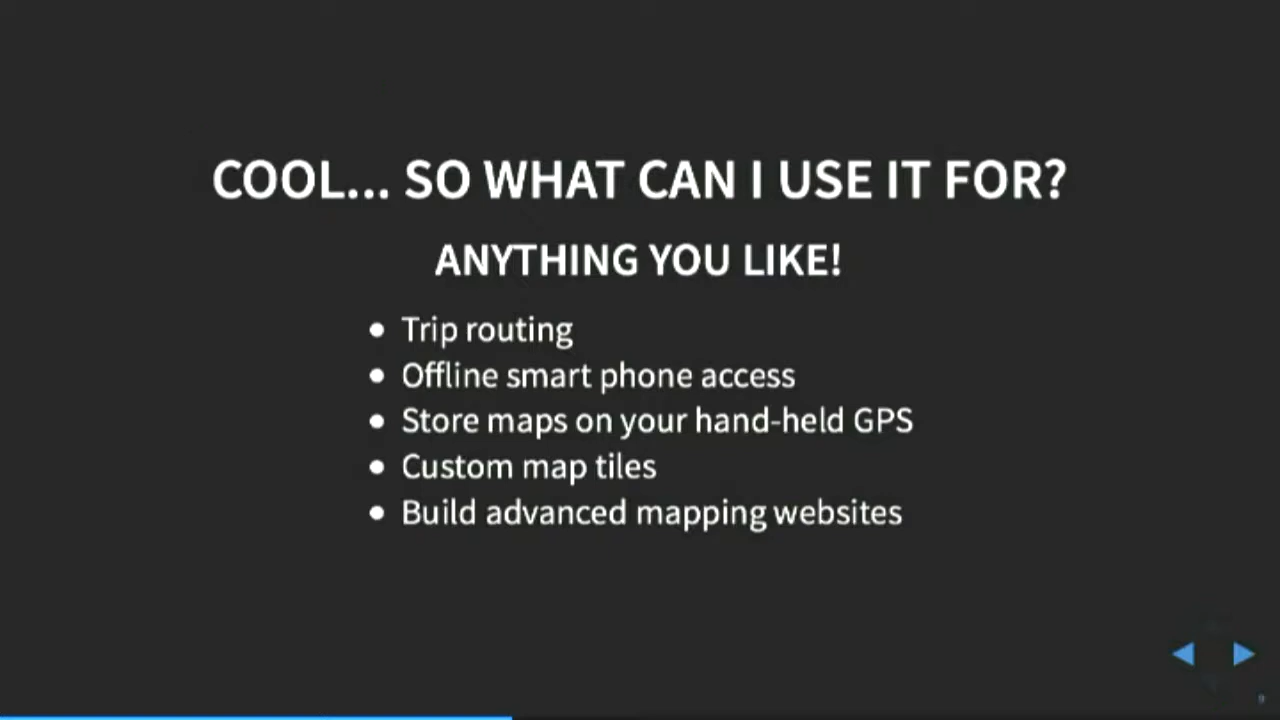 COOL... SO WHAT CAN I USE IT FOR?
ANYTHING YOU LIKE!
Trip routing
Offline smart phone access
Store maps on your hand-held GPS
Custom map tiles
Build advanced mapping websites
9